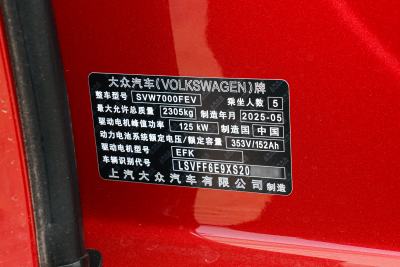 大众汽车(VOLKSWAGEN)牌
整车型号 SVW7000FEV 乘坐人数 5
最大允许总质量 2305kg 制造年月 2025-05
驱动电机峰值功率 125 kW 制造国 中国
动力电池系统额定电压/额定容量 353V/152Ah
驱动电机型号 EFK
车辆识别代号 LSVFF6E9XS20
上汽大众汽车有限公司 制造